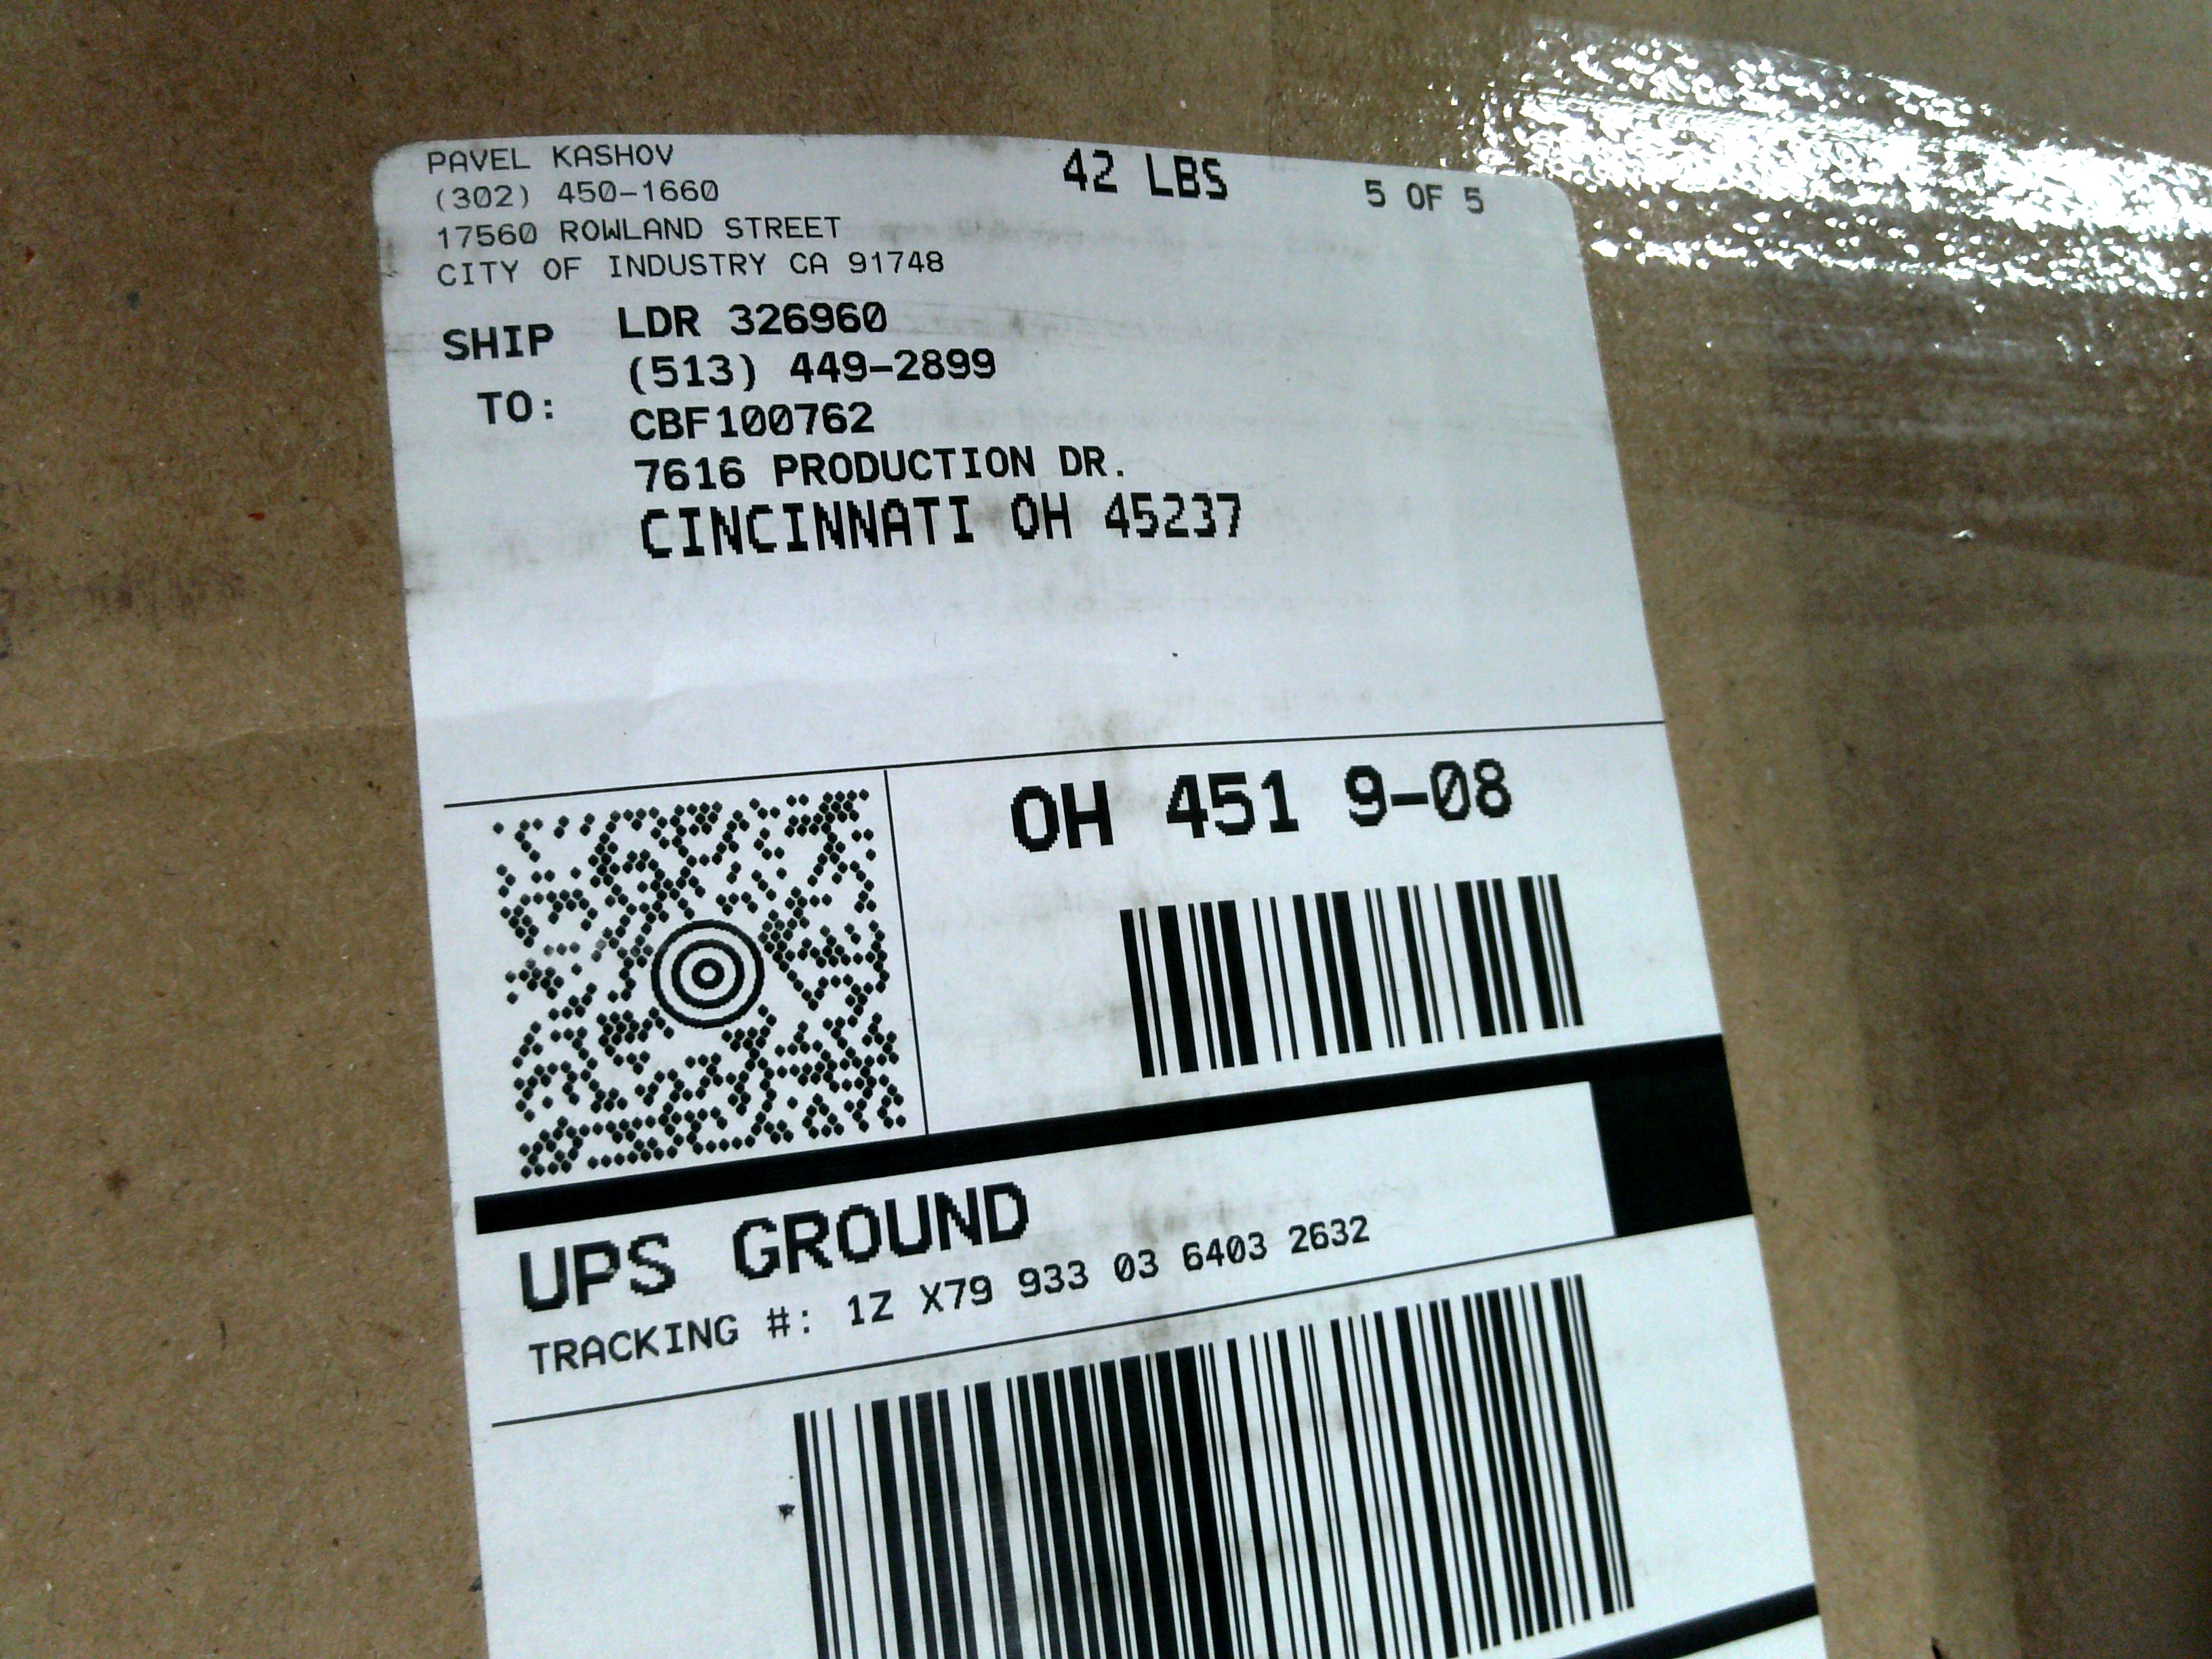 PAVEL KASHOV
(302) 450-1660
17560 ROWLAND STREET
CITY OF INDUSTRY CA 91748
42 LBS
5 OF 5
SHIP TO:
LDR 326960
(513) 449-2899
CBF100762
7616 PRODUCTION DR.
CINCINNATI OH 45237
OH 451 9-08
UPS GROUND
TRACKING #: 1Z X79 933 03 6403 2632